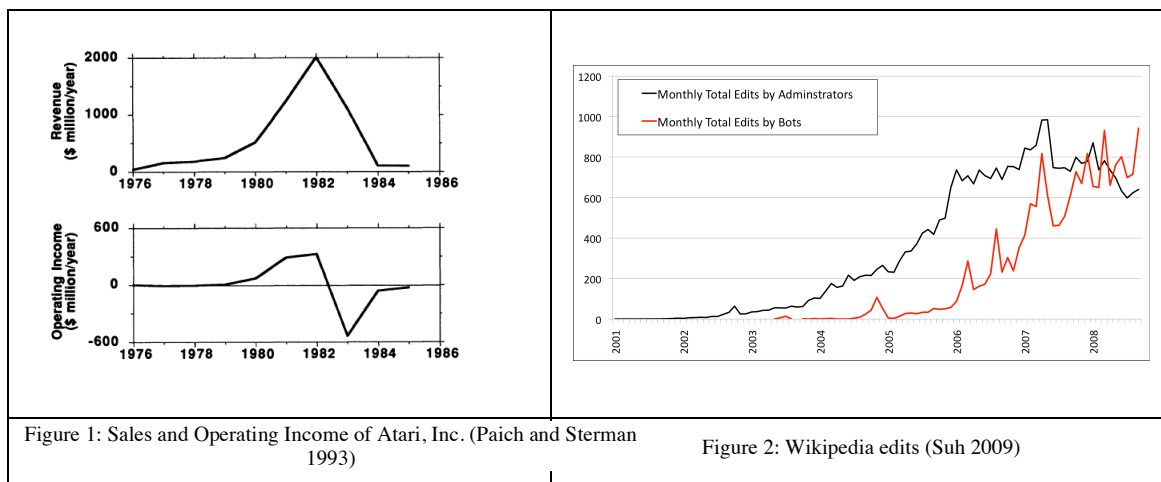 2000
1000
0
Revenue
($ million/year)
1976 1978 1980 1982 1984 1986
600
0
-600
Operating Income
($ million/year)
1976 1978 1980 1982 1984 1986
Figure 1: Sales and Operating Income of Atari, Inc. (Paich and Sterman
1993)
1200
1000
800
600
400
200
0
Monthly Total Edits by Adminstrators
Monthly Total Edits by Bots
2001 2002 2003 2004 2005 2006 2007 2008
Figure 2: Wikipedia edits (Suh 2009)